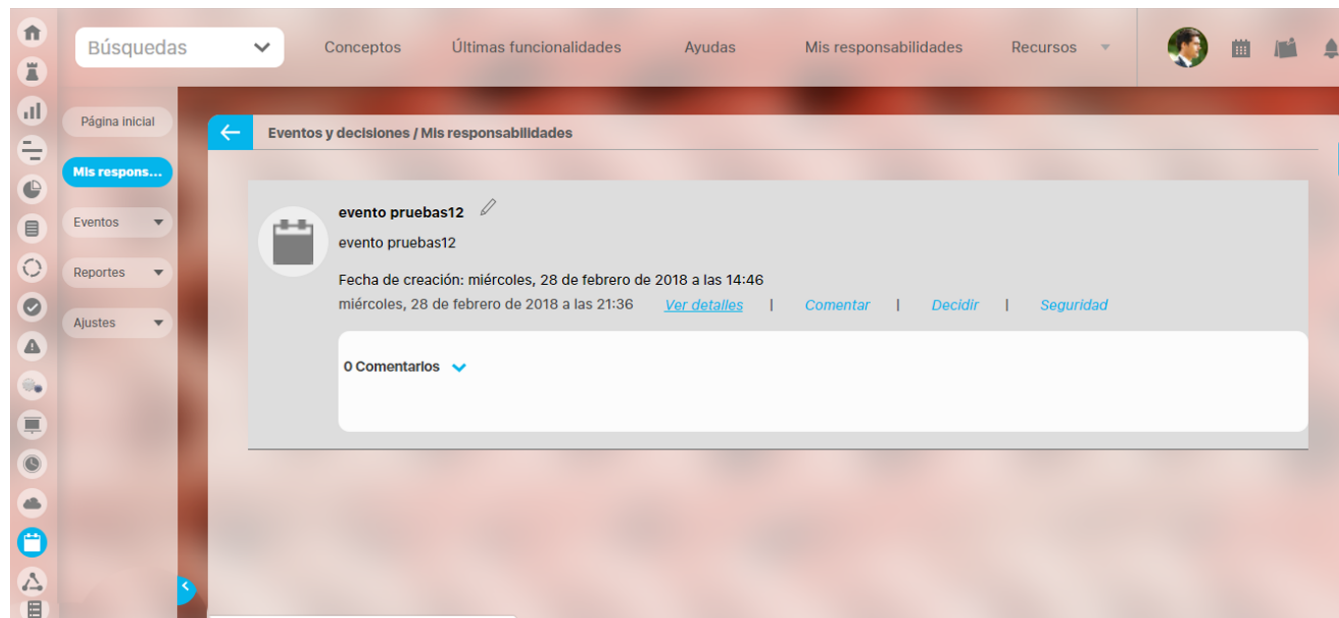 Búsquedas
Conceptos
Últimas funcionalidades
Ayudas
Mis responsabilidades
Recursos
Página inicial
Mis respons...
Eventos
Reportes
Ajustes
Eventos y decisiones / Mis responsabilidades
evento pruebas12
evento pruebas12
Fecha de creación: miércoles, 28 de febrero de 2018 a las 14:46
miércoles, 28 de febrero de 2018 a las 21:36 Ver detalles | Comentar | Decidir | Seguridad
0 Comentarios